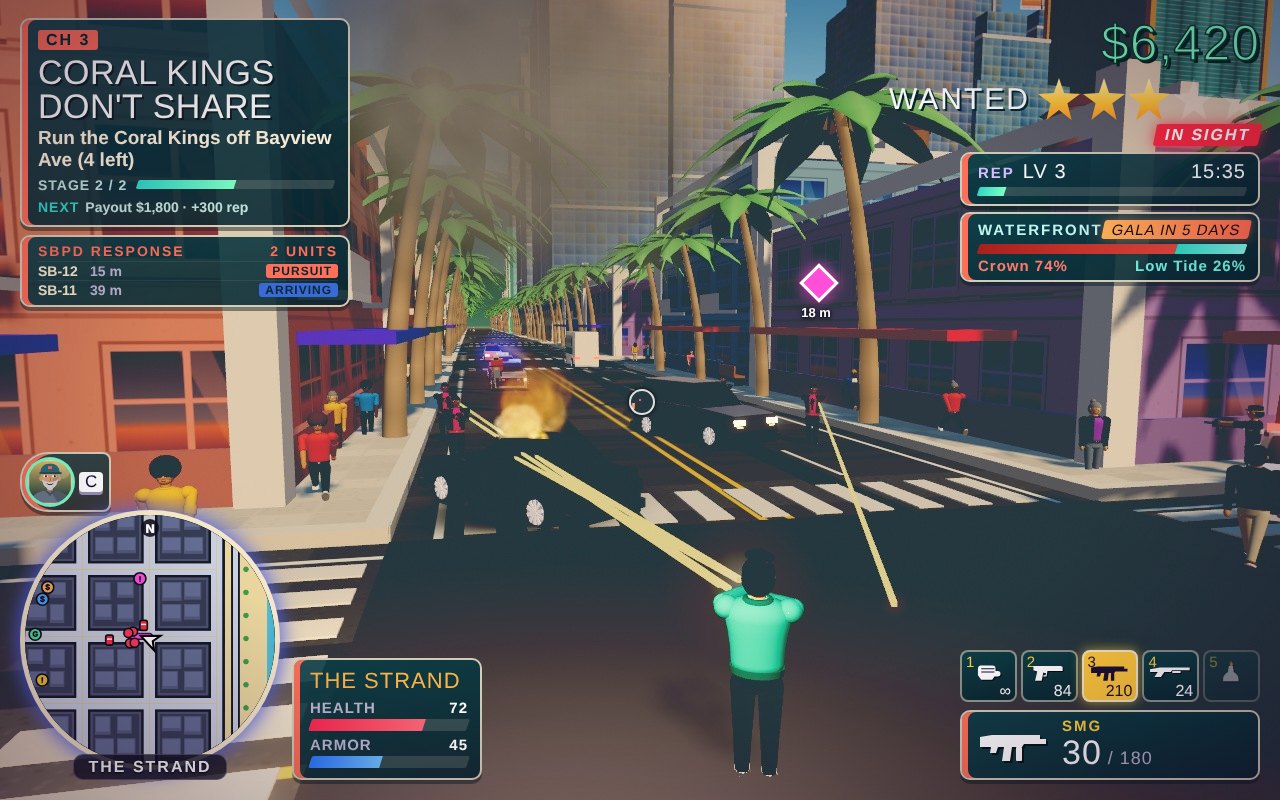 CH 3
CORAL KINGS
DON'T SHARE
Run the Coral Kings off Bayview
Ave (4 left)
STAGE 2 / 2
NEXT Payout $1,800 · +300 rep
SBPD RESPONSE 2 UNITS
SB-12 15 m PURSUIT
SB-11 39 m ARRIVING
$6,420
WANTED
IN SIGHT
REP LV 3 15:35
WATERFRONT GALA IN 5 DAYS
Crown 74% Low Tide 26%
18 m
C
N
$
$
G
!
!
THE STRAND
THE STRAND
HEALTH 72
ARMOR 45
1 ∞
2 84
3 210
4 24
5
SMG
30 / 180